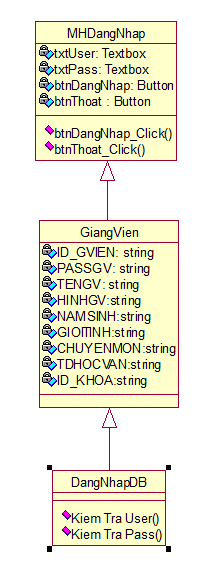 MHDangNhap
txtUser: Textbox
txtPass: Textbox
btnDangNhap: Button
btnThoat : Button
btnDangNhap_Click()
btnThoat_Click()
GiangVien
ID_GVIEN: string
PASSGV: string
TENGV: string
HINHGV:string
NAMSINH:string
GIOITINH:string
CHUYENMON:string
TDHOCVAN:string
ID_KHOA:string
DangNhapDB
Kiem Tra User()
Kiem Tra Pass()